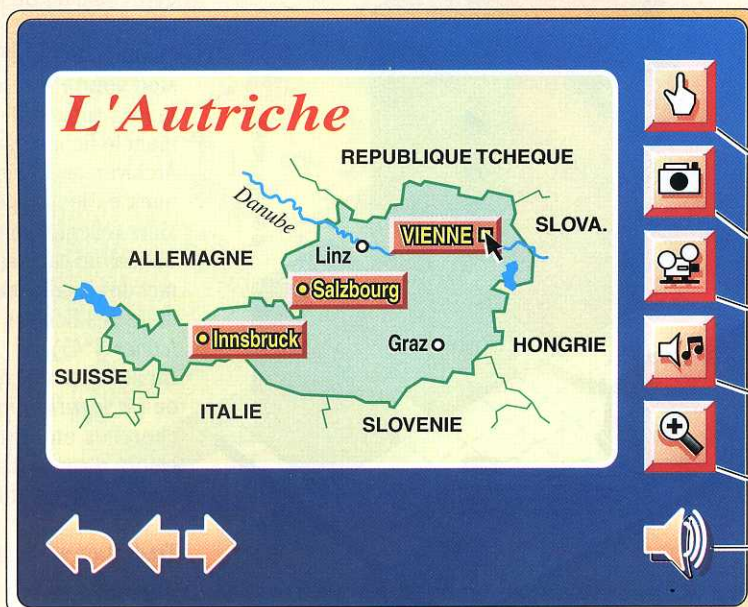 L'Autriche
REPUBLIQUE TCHEQUE
Danube
SLOVA.
VIENNE
Linz
ALLEMAGNE
Salzbourg
Innsbruck
Graz
HONGRIE
SUISSE
ITALIE
SLOVENIE